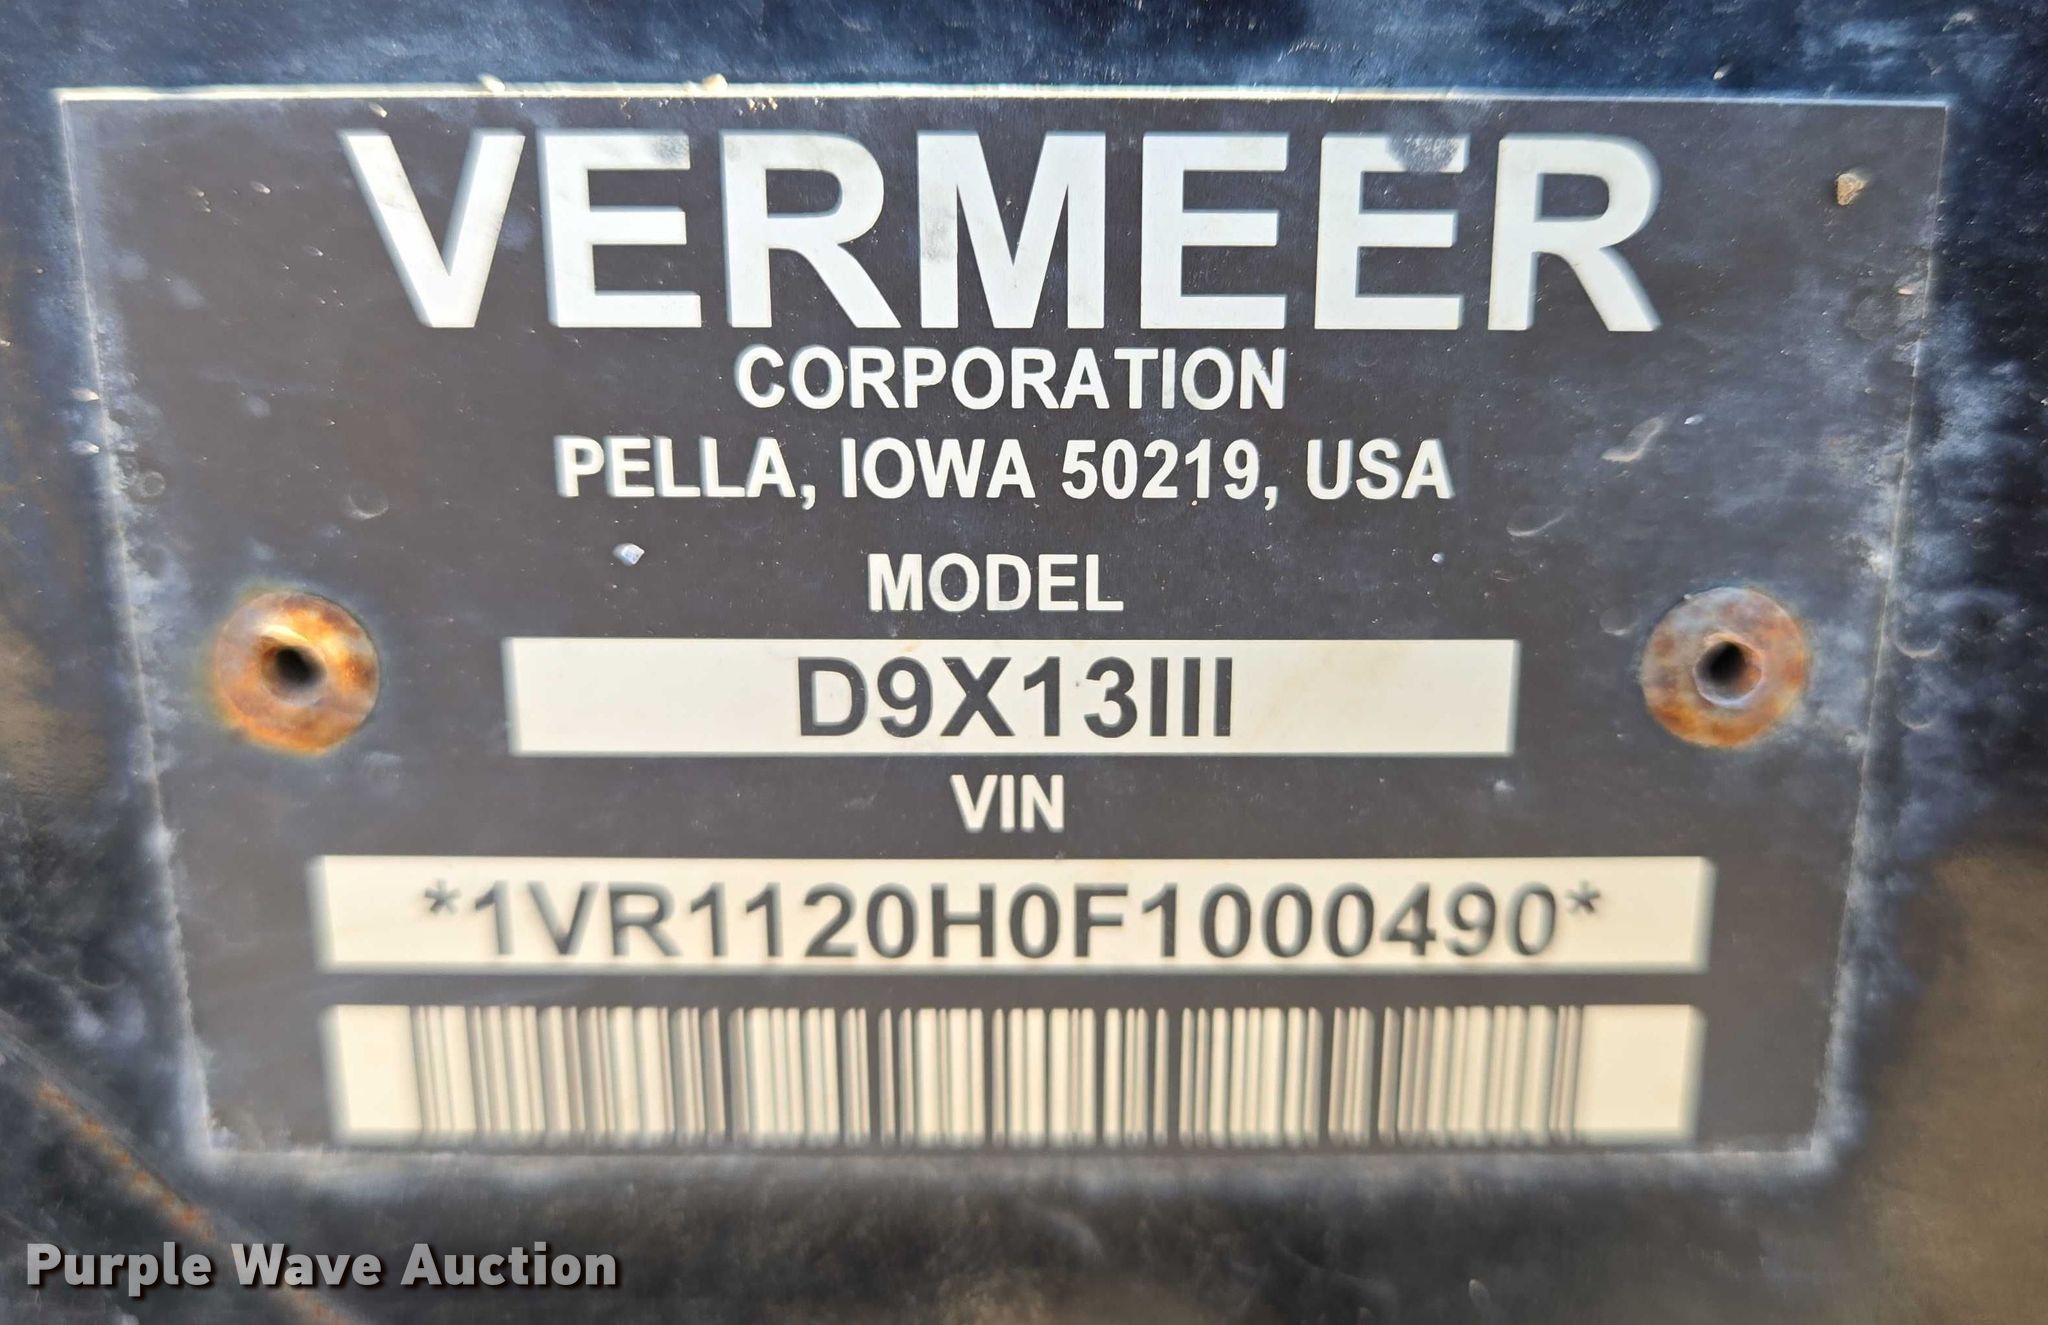 VERMEER
CORPORATION
PELLA, IOWA 50219, USA
MODEL
D9X13III
VIN
*1VR1120H0F1000490*
Purple Wave Auction